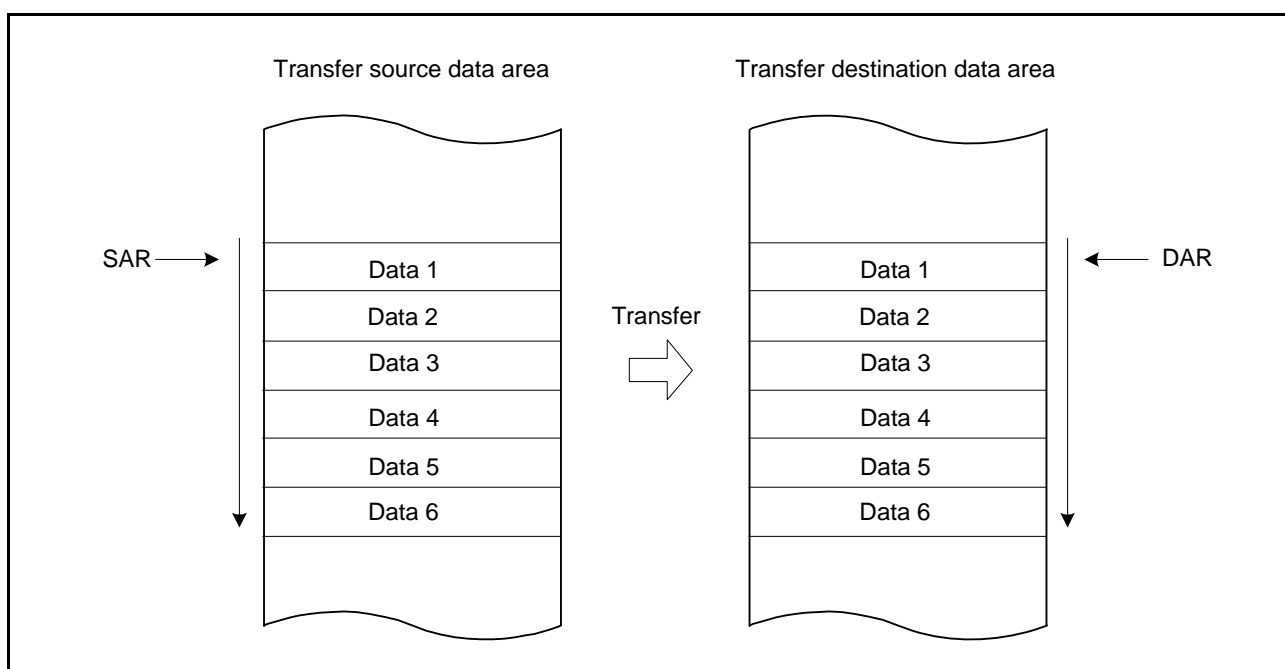 Transfer source data area
Transfer destination data area
SAR
DAR
Data 1
Data 2
Data 3
Data 4
Data 5
Data 6
Transfer
Data 1
Data 2
Data 3
Data 4
Data 5
Data 6